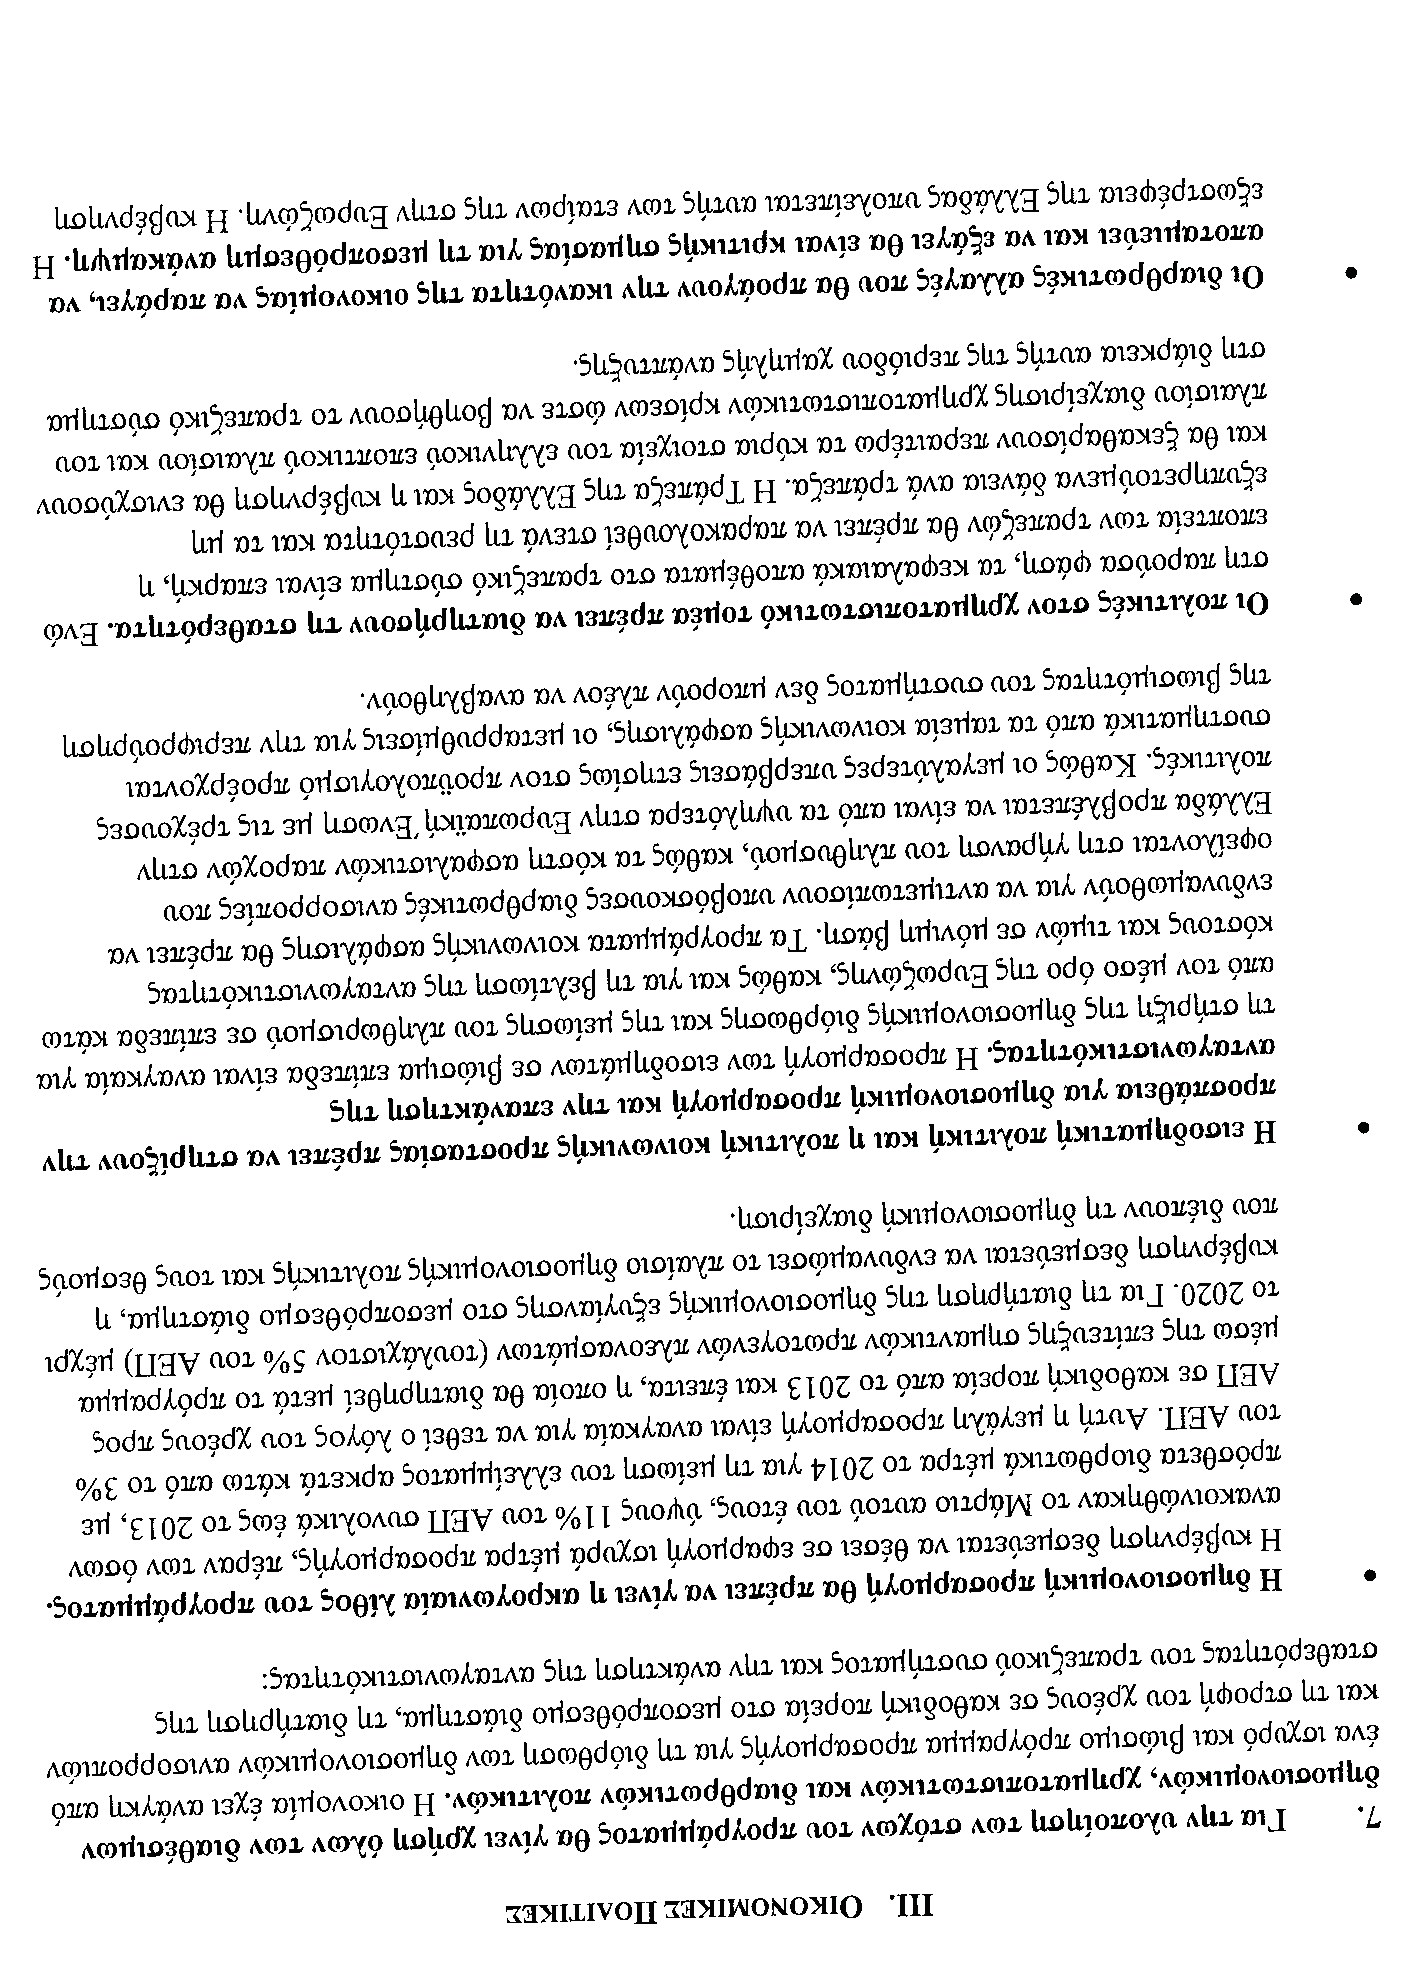 III. ΟΙΚΟΝΟΜΙΚΕΣ ΠΟΛΙΤΙΚΕΣ
7. Για την υλοποίηση των στόχων του προγράμματος θα γίνει χρήση όλων των διαθέσιμων
δημοσιονομικών, χρηματοπιστωτικών και διαρθρωτικών πολιτικών. Η οικονομία έχει ανάγκη από
ένα ισχυρό και βιώσιμο πρόγραμμα προσαρμογής για τη διόρθωση των δημοσιονομικών ανισορροπιών
και τη στροφή του χρέους σε καθοδική πορεία στο μεσοπρόθεσμο διάστημα, τη διατήρηση της
σταθερότητας του τραπεζικού συστήματος και την ανάκτηση της ανταγωνιστικότητας:
• Η δημοσιονομική προσαρμογή θα πρέπει να γίνει η ακρογωνιαία λίθος του προγράμματος.
Η κυβέρνηση δεσμεύεται να θέσει σε εφαρμογή ισχυρά μέτρα προσαρμογής, πέραν των όσων
ανακοινώθηκαν το Μάρτιο αυτού του έτους, ύψους 11% του ΑΕΠ συνολικά έως το 2013, με
πρόσθετα διορθωτικά μέτρα το 2014 για τη μείωση του ελλείμματος αρκετά κάτω από το 3%
του ΑΕΠ. Αυτή η μεγάλη προσαρμογή είναι αναγκαία για να τεθεί ο λόγος του χρέους προς
ΑΕΠ σε καθοδική πορεία από το 2013 και έπειτα, η οποία θα διατηρηθεί μετά το πρόγραμμα
μέσω της επίτευξης σημαντικών πρωτογενών πλεονασμάτων (τουλάχιστον 5% του ΑΕΠ) μέχρι
το 2020. Για τη διατήρηση της δημοσιονομικής εξυγίανσης στο μεσοπρόθεσμο διάστημα, η
κυβέρνηση δεσμεύεται να ενδυναμώσει το πλαίσιο δημοσιονομικής πολιτικής και τους θεσμούς
που διέπουν τη δημοσιονομική διαχείριση.
• Η εισοδηματική πολιτική και η πολιτική κοινωνικής προστασίας πρέπει να στηρίξουν την
προσπάθεια για δημοσιονομική προσαρμογή και την επανάκτηση της
ανταγωνιστικότητας. Η προσαρμογή των εισοδημάτων σε βιώσιμα επίπεδα είναι αναγκαία για
τη στήριξη της δημοσιονομικής διόρθωσης και της μείωσης του πληθωρισμού σε επίπεδα κάτω
από τον μέσο όρο της Ευρωζώνης, καθώς και για τη βελτίωση της ανταγωνιστικότητας
κόστους και τιμών σε μόνιμη βάση. Τα προγράμματα κοινωνικής ασφάλισης θα πρέπει να
ενδυναμωθούν για να αντιμετωπίσουν υποβόσκουσες διαρθρωτικές ανισορροπίες που
οφείλονται στη γήρανση του πληθυσμού, καθώς τα κόστη ασφαλιστικών παροχών στην
Ελλάδα προβλέπεται να είναι από τα υψηλότερα στην Ευρωπαϊκή Ένωση με τις τρέχουσες
πολιτικές. Καθώς οι μεγαλύτερες υπερβάσεις ετησίως στον προϋπολογισμό προέρχονται
συστηματικά από τα ταμεία κοινωνικής ασφάλισης, οι μεταρρυθμίσεις για την περιφρούρηση
της βιωσιμότητας του συστήματος δεν μπορούν πλέον να αναβληθούν.
• Οι πολιτικές στον χρηματοπιστωτικό τομέα πρέπει να διατηρήσουν τη σταθερότητα. Ενώ
στη παρούσα φάση, τα κεφαλαιακά αποθέματα στο τραπεζικό σύστημα είναι επαρκή, η
εποπτεία των τραπεζών θα πρέπει να παρακολουθεί στενά τη ρευστότητα και τα μη
εξυπηρετούμενα δάνεια ανά τράπεζα. Η Τράπεζα της Ελλάδος και η κυβέρνηση θα ενισχύσουν
και θα ξεκαθαρίσουν περαιτέρω τα κύρια στοιχεία του ελληνικού εποπτικού πλαισίου και του
πλαισίου διαχείρισης χρηματοπιστωτικών κρίσεων ώστε να βοηθήσουν το τραπεζικό σύστημα
στη διάρκεια αυτής της περιόδου χαμηλής ανάπτυξης.
• Οι διαρθρωτικές αλλαγές που θα προάγουν την ικανότητα της οικονομίας να παράγει, να
αποταμιεύει και να εξάγει θα είναι κριτικής σημασίας για τη μεσοπρόθεσμη ανάκαμψη. Η
εξωστρέφεια της Ελλάδας υπολείπεται αυτής των εταίρων της στην Ευρωζώνη. Η κυβέρνηση